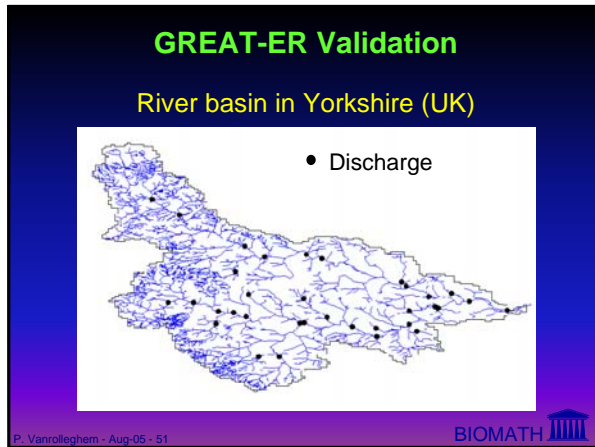 GREAT-ER Validation
River basin in Yorkshire (UK)
Discharge
P. Vanrolleghem - Aug-05 - 51
BIOMATH